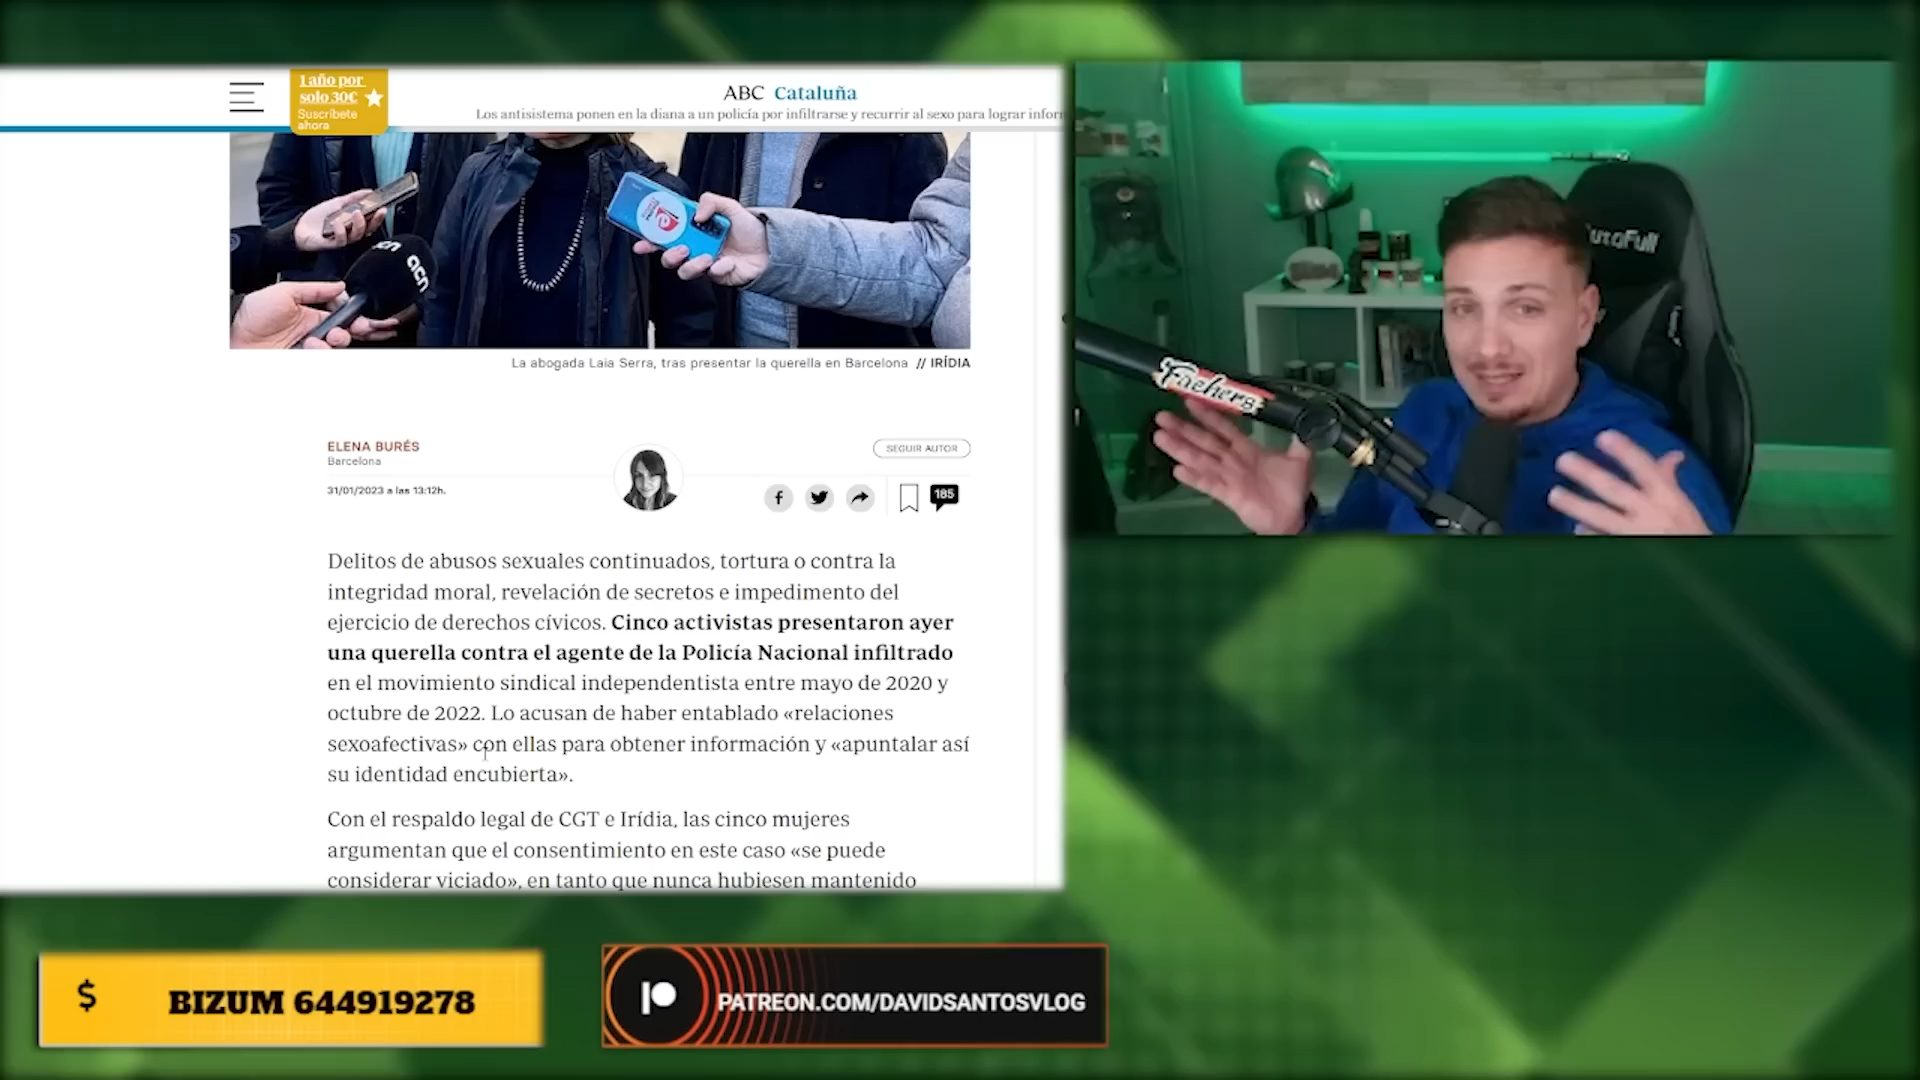 1 año por
solo 30€
Suscríbete
ahora
ABC Cataluña
Los antisistema ponen en la diana a un policía por infiltrarse y recurrir al sexo para lograr infor
acn
acn
La abogada Laia Serra, tras presentar la querella en Barcelona // IRÍDIA
ELENA BURÉS
Barcelona
SEGUIR AUTOR
31/01/2023 a las 13:12h.
185
Delitos de abusos sexuales continuados, tortura o contra la
integridad moral, revelación de secretos e impedimento del
ejercicio de derechos cívicos. Cinco activistas presentaron ayer
una querella contra el agente de la Policía Nacional infiltrado
en el movimiento sindical independentista entre mayo de 2020 y
octubre de 2022. Lo acusan de haber entablado «relaciones
sexoafectivas» con ellas para obtener información y «apuntalar así
su identidad encubierta».
Con el respaldo legal de CGT e Irídia, las cinco mujeres
argumentan que el consentimiento en este caso «se puede
considerar viciado», en tanto que nunca hubiesen mantenido
AutoFull
Fachers
$ BIZUM 644919278
PATREON.COM/DAVIDSANTOSVLOG